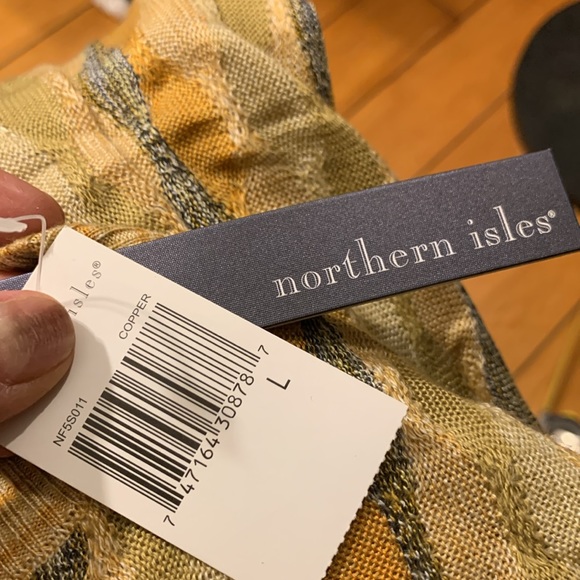 northern isles®
isles®
COPPER
NF5S011
7 47164 30878 7
L